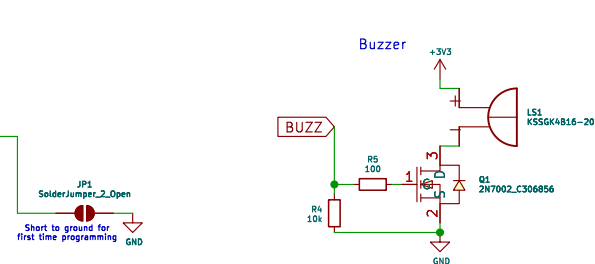 Buzzer
+3V3
LS1
KSSGK4B16-20
BUZZ
3
R5
100
1
D
G
S
Q1
2N7002_C306856
2
R4
10k
GND
JP1
SolderJumper_2_Open
Short to ground for
first time programming
GND